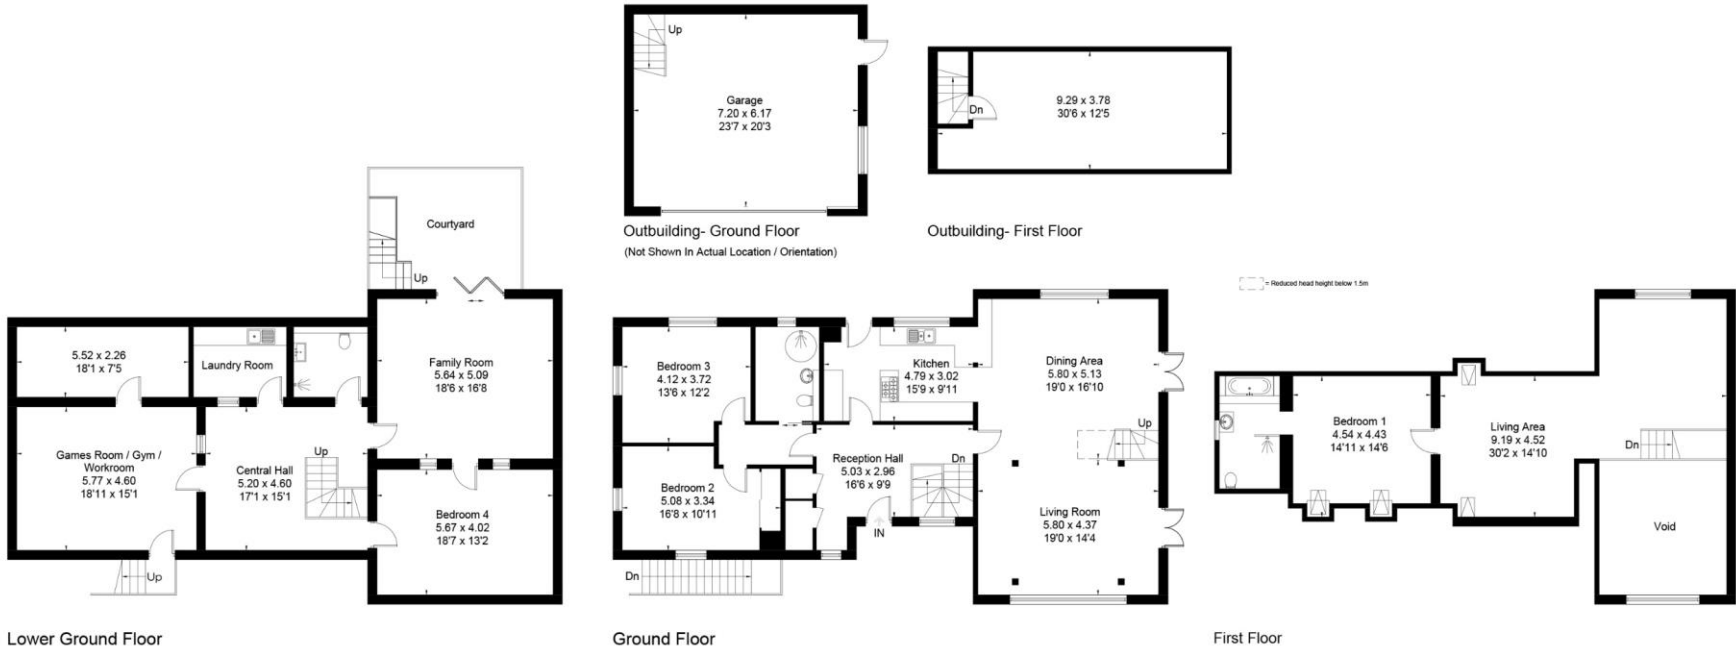 Up
Garage
7.20 x 6.17
23'7 x 20'3
Outbuilding- Ground Floor
(Not Shown In Actual Location / Orientation)
Dn
9.29 x 3.78
30'6 x 12'5
Outbuilding- First Floor
= Reduced head height below 1.5m
Courtyard
Up
5.52 x 2.26
18'1 x 7'5
Laundry Room
Family Room
5.64 x 5.09
18'6 x 16'8
Games Room / Gym /
Workroom
5.77 x 4.60
18'11 x 15'1
Up
Central Hall
5.20 x 4.60
17'1 x 15'1
Bedroom 4
5.67 x 4.02
18'7 x 13'2
Up
Lower Ground Floor
Bedroom 3
4.12 x 3.72
13'6 x 12'2
Kitchen
4.79 x 3.02
15'9 x 9'11
Dining Area
5.80 x 5.13
19'0 x 16'10
Up
Reception Hall
5.03 x 2.96
16'6 x 9'9
Dn
Bedroom 2
5.08 x 3.34
16'8 x 10'11
Living Room
5.80 x 4.37
19'0 x 14'4
IN
Dn
Ground Floor
Bedroom 1
4.54 x 4.43
14'11 x 14'6
Living Area
9.19 x 4.52
30'2 x 14'10
Dn
Void
First Floor